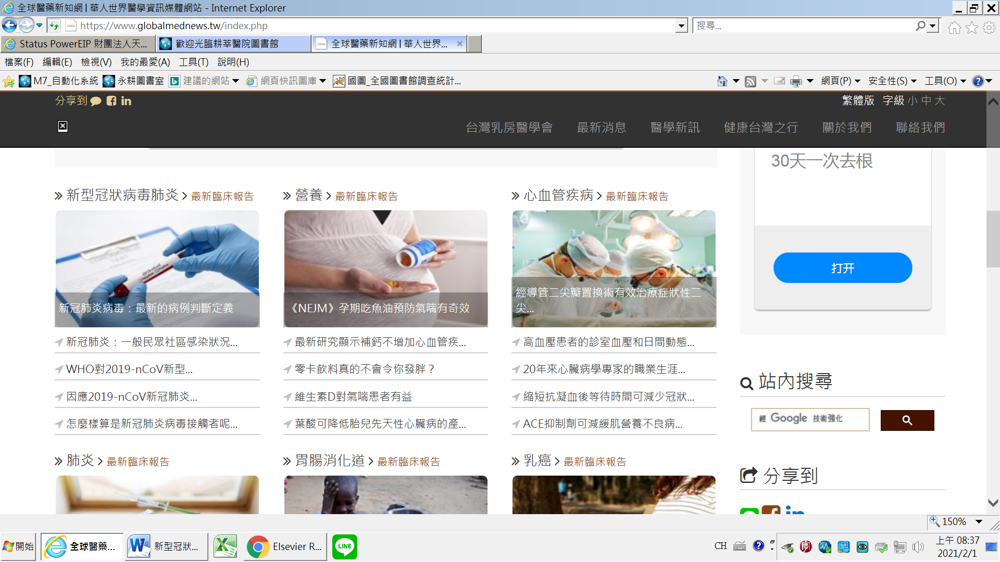 全球醫藥新知網 | 華人世界醫學資訊媒體網站 - Internet Explorer
https://www.globalmednews.tw/index.php
搜尋...
Status PowerEIP 財團法人天...
歡迎光臨耕莘醫院圖書館
全球醫藥新知網 | 華人世界...
檔案(F) 編輯(E) 檢視(V) 我的最愛(A) 工具(T) 說明(H)
M7_自動化系統 永耕圖書室 建議的網站 網頁快訊圖庫 國圖_全國圖書館調查統計...
網頁(P) 安全性(S) 工具(O)
分享到
繁體版 字級 小 中 大
台灣乳房醫學會 最新消息 醫學新訊 健康台灣之行 關於我們 聯絡我們
30天一次去根
打开
新型冠狀病毒肺炎 > 最新臨床報告
2019-nCoV
新冠肺炎病毒：最新的病例判斷定義
新冠肺炎：一般民眾社區感染狀況...
WHO對2019-nCoV新型...
因應2019-nCoV新冠肺炎...
怎麼樣算是新冠肺炎病毒接觸者呢...
營養 > 最新臨床報告
《NEJM》孕期吃魚油預防氣喘有奇效
最新研究顯示補鈣不增加心血管疾...
零卡飲料真的不會令你發胖？
維生素D對氣喘患者有益
葉酸可降低胎兒先天性心臟病的產...
心血管疾病 > 最新臨床報告
經導管二尖瓣置換術有效治療症狀性二
尖...
高血壓患者的診室血壓和日間動態...
20年來心臟病學專家的職業生涯...
縮短抗凝血後等待時間可減少冠狀...
ACE抑制劑可減緩肌營養不良病...
站內搜尋
經 Google 技術強化
肺炎 > 最新臨床報告
胃腸消化道 > 最新臨床報告
乳癌 > 最新臨床報告
分享到
150%
開始
全球醫藥...
新型冠狀...
Elsevier R...
LINE
CH
上午 08:37
2021/2/1